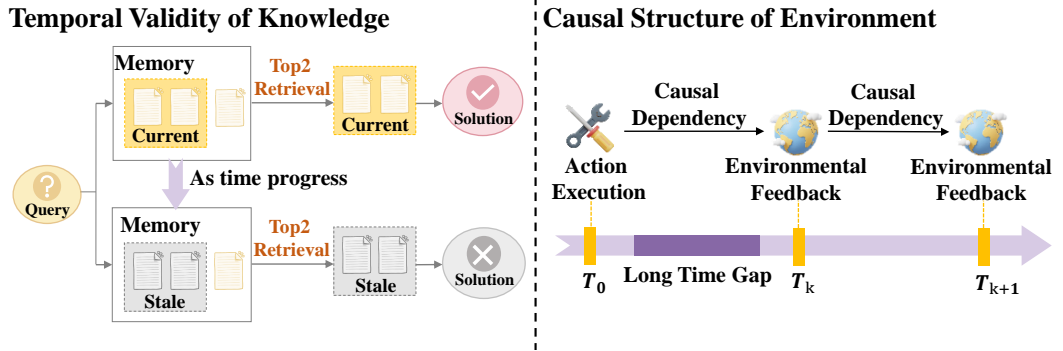 Temporal Validity of Knowledge
Memory
Current
Top2
Retrieval
Current
Solution
As time progress
?
Query
Memory
Stale
Top2
Retrieval
Stale
Solution
Causal Structure of Environment
Causal
Dependency
Causal
Dependency
Action
Execution
Environmental
Feedback
Environmental
Feedback
Long Time Gap
T₀
Tₖ
Tₖ₊₁